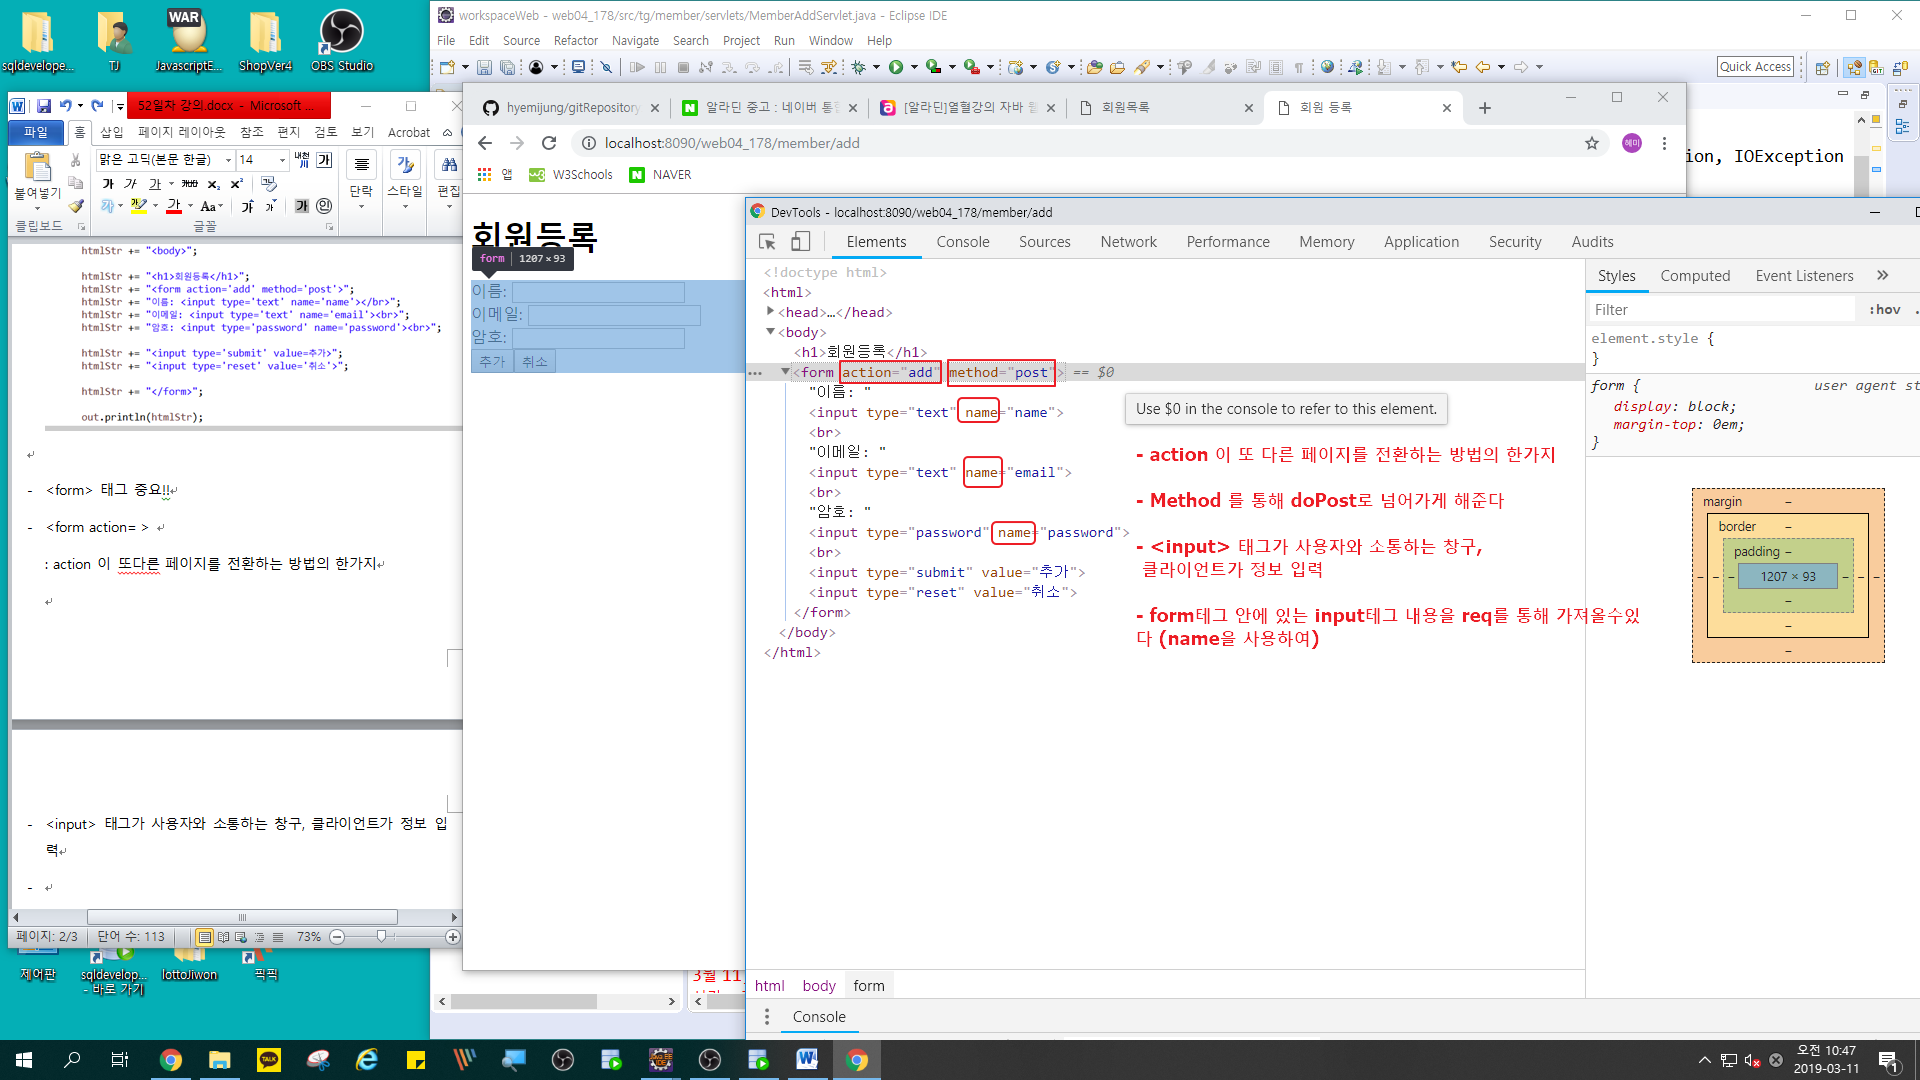 sqldevelope...
TJ
JavascriptE...
ShopVer4
OBS Studio
workspaceWeb - web04_178/src/tg/member/servlets/MemberAddServlet.java - Eclipse IDE
File Edit Source Refactor Navigate Search Project Run Window Help
Quick Access
52일차 강의.docx - Microsoft ...
파일 홈 삽입 페이지 레이아웃 참조 편지 검토 보기 Acrobat
맑은 고딕(본문 한글) 14
붙여넣기
단락
스타일
편집
클립보드
글꼴
htmlStr += "<body>";
htmlStr += "<h1>회원등록</h1>";
htmlStr += "<form action='add' method='post'>";
htmlStr += "이름: <input type='text' name='name'></br>";
htmlStr += "이메일: <input type='text' name='email'><br>";
htmlStr += "암호: <input type='password' name='password'><br>";
htmlStr += "<input type='submit' value=추가>";
htmlStr += "<input type='reset' value='취소'>";
htmlStr += "</form>";
out.println(htmlStr);
- <form> 태그 중요!!
- <form action= >
: action 이 또다른 페이지를 전환하는 방법의 한가지
- <input> 태그가 사용자와 소통하는 창구, 클라이언트가 정보 입
력
-
페이지: 2/3 단어 수: 113 73%
제어판
sqldevelop...
- 바로 가기
lottoJiwon
픽픽
hyemijung/gitRepository
알라딘 중고 : 네이버 통합
[알라딘]열혈강의 자바 웹
회원목록
회원 등록
localhost:8090/web04_178/member/add
혜미
앱 W3Schools NAVER
ion, IOException
회원등록
form 1207 × 93
이름:
이메일:
암호:
추가 취소
DevTools - localhost:8090/web04_178/member/add
Elements Console Sources Network Performance Memory Application Security Audits
<!doctype html>
<html>
<head>…</head>
<body>
<h1>회원등록</h1>
<form action="add" method="post"> == $0
"이름: "
<input type="text" name="name">
<br>
"이메일: "
<input type="text" name="email">
<br>
"암호: "
<input type="password" name="password">
<br>
<input type="submit" value="추가">
<input type="reset" value="취소">
</form>
</body>
</html>
Use $0 in the console to refer to this element.
- action 이 또 다른 페이지를 전환하는 방법의 한가지
- Method 를 통해 doPost로 넘어가게 해준다
- <input> 태그가 사용자와 소통하는 창구,
클라이언트가 정보 입력
- form테그 안에 있는 input테그 내용을 req를 통해 가져올수있
다 (name을 사용하여)
Styles Computed Event Listeners »
Filter :hov
element.style {
}
form { user agent st
display: block;
margin-top: 0em;
}
margin
border
padding
1207 × 93
html body form
Console
3월 11
오전 10:47
2019-03-11